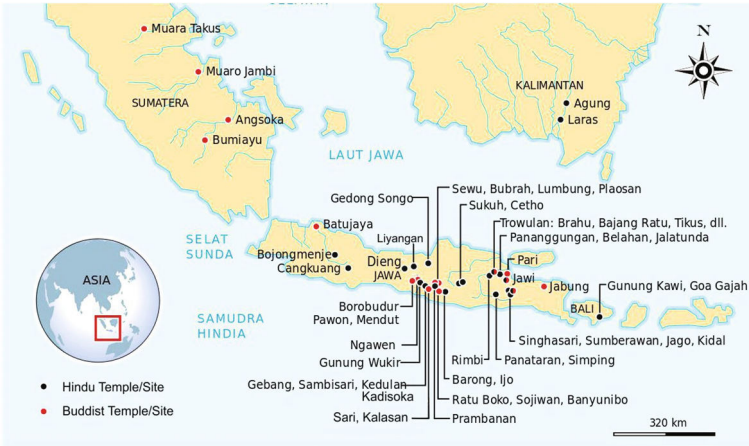 Muara Takus
Muaro Jambi
SUMATERA
Angsoka
Bumiayu
KALIMANTAN
Agung
Laras
N
LAUT JAWA
Sewu, Bubrah, Lumbung, Plaosan
Gedong Songo
Sukuh, Cetho
Trowulan: Brahu, Bajang Ratu, Tikus, dll.
Batujaya
Liyangan
Pananggungan, Belahan, Jalatunda
SELAT
SUNDA
Bojongmenje
Cangkuang
Dieng
JAWA
Pari
Jawi
Jabung
Gunung Kawi, Goa Gajah
BALI
ASIA
Borobudur
Pawon, Mendut
SAMUDRA
HINDIA
Ngawen
Singhasari, Sumberawan, Jago, Kidal
Gunung Wukir
Rimbi
Panataran, Simping
Gebang, Sambisari, Kedulan
Kadisoka
Barong, Ijo
Ratu Boko, Sojiwan, Banyunibo
Sari, Kalasan
Prambanan
Hindu Temple/Site
Buddist Temple/Site
320 km